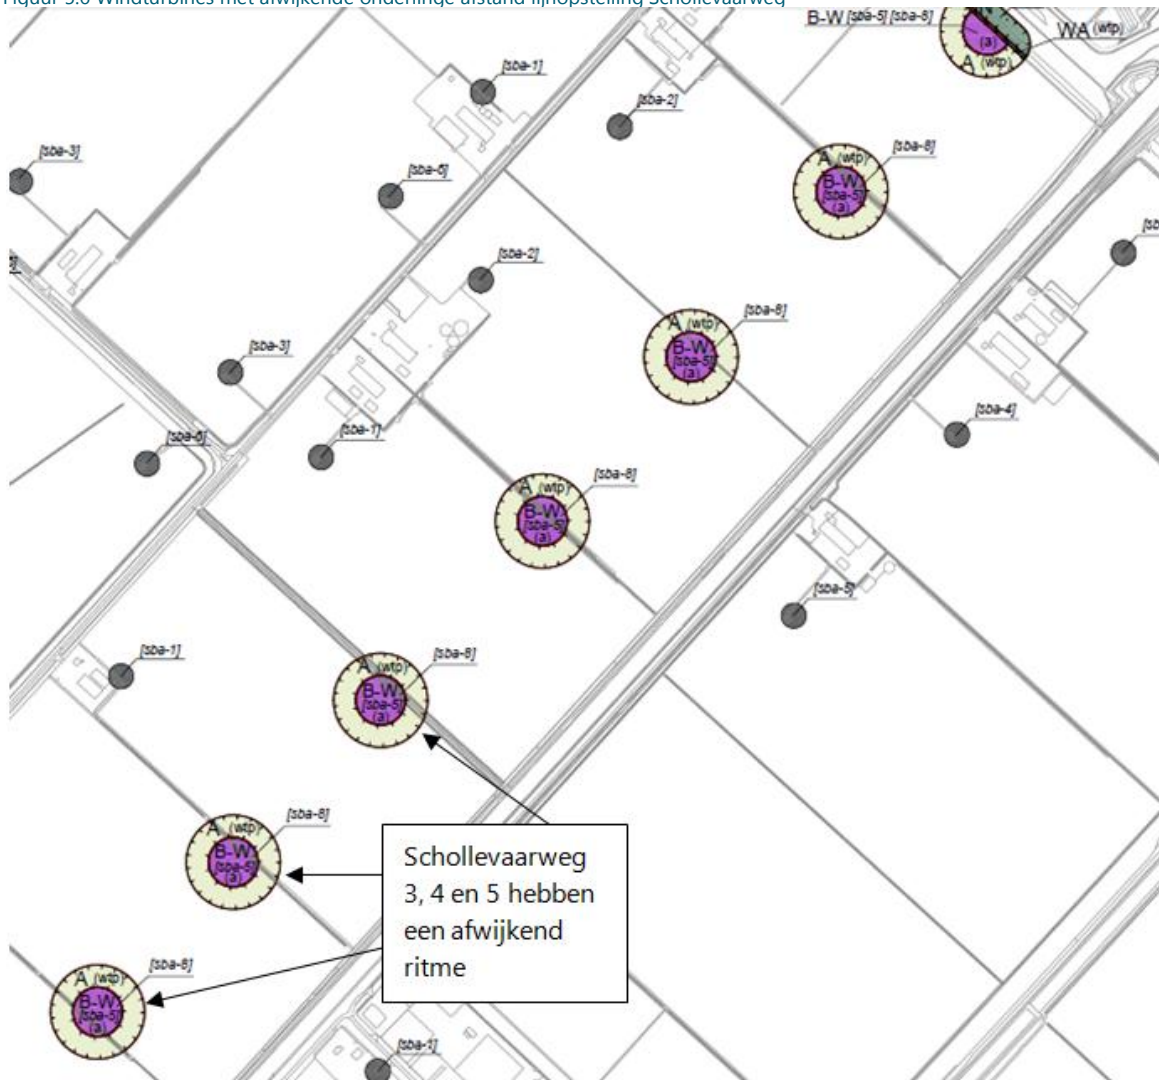 Figuur 5.6 Windturbines met afwijkende onderlinge afstand lijnopstelling Schollevaarweg
B-W [sba-5] [sba-8]
(a)
A (wtp)
WA (wtp)
[sba-1]
[sba-2]
[sba-3]
[sba-6]
A (wtp)
[sba-8]
B-W
[sba-5]
(a)
[sba-2]
[sba-3]
A (wtp)
[sba-8]
B-W
[sba-5]
(a)
[sba-4]
[sba-6]
[sba-1]
A (wtp)
[sba-8]
B-W
[sba-5]
(a)
[sba-5]
[sba-1]
A (wtp)
[sba-8]
B-W
[sba-5]
(a)
A (wtp)
[sba-8]
B-W
[sba-5]
(a)
Schollevaarweg
3, 4 en 5 hebben
een afwijkend
ritme
A (wtp)
[sba-8]
B-W
[sba-5]
(a)
[sba-1]